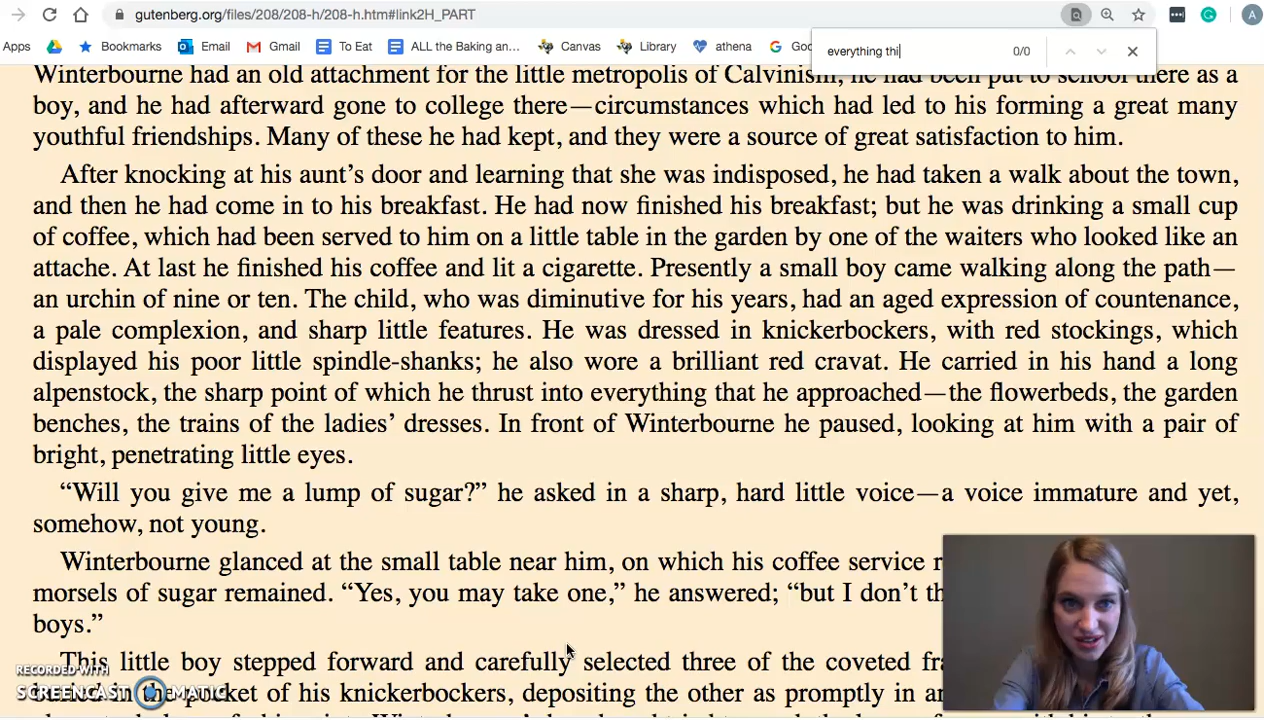 gutenberg.org/files/208/208-h/208-h.htm#link2H_PART
A
Apps Bookmarks Email Gmail To Eat ALL the Baking an... Canvas Library athena Goo
everything thi 0/0
Winterbourne had an old attachment for the little metropolis of Calvinism, he had been put to school there as a
boy, and he had afterward gone to college there—circumstances which had led to his forming a great many
youthful friendships. Many of these he had kept, and they were a source of great satisfaction to him.
After knocking at his aunt’s door and learning that she was indisposed, he had taken a walk about the town,
and then he had come in to his breakfast. He had now finished his breakfast; but he was drinking a small cup
of coffee, which had been served to him on a little table in the garden by one of the waiters who looked like an
attache. At last he finished his coffee and lit a cigarette. Presently a small boy came walking along the path—
an urchin of nine or ten. The child, who was diminutive for his years, had an aged expression of countenance,
a pale complexion, and sharp little features. He was dressed in knickerbockers, with red stockings, which
displayed his poor little spindle-shanks; he also wore a brilliant red cravat. He carried in his hand a long
alpenstock, the sharp point of which he thrust into everything that he approached—the flowerbeds, the garden
benches, the trains of the ladies’ dresses. In front of Winterbourne he paused, looking at him with a pair of
bright, penetrating little eyes.
“Will you give me a lump of sugar?” he asked in a sharp, hard little voice—a voice immature and yet,
somehow, not young.
Winterbourne glanced at the small table near him, on which his coffee service
morsels of sugar remained. “Yes, you may take one,” he answered; “but I don’t
boys.”
This little boy stepped forward and carefully selected three of the coveted
buried in the pocket of his knickerbockers, depositing the other as promptly in
RECORDED WITH
SCREENCAST MATIC